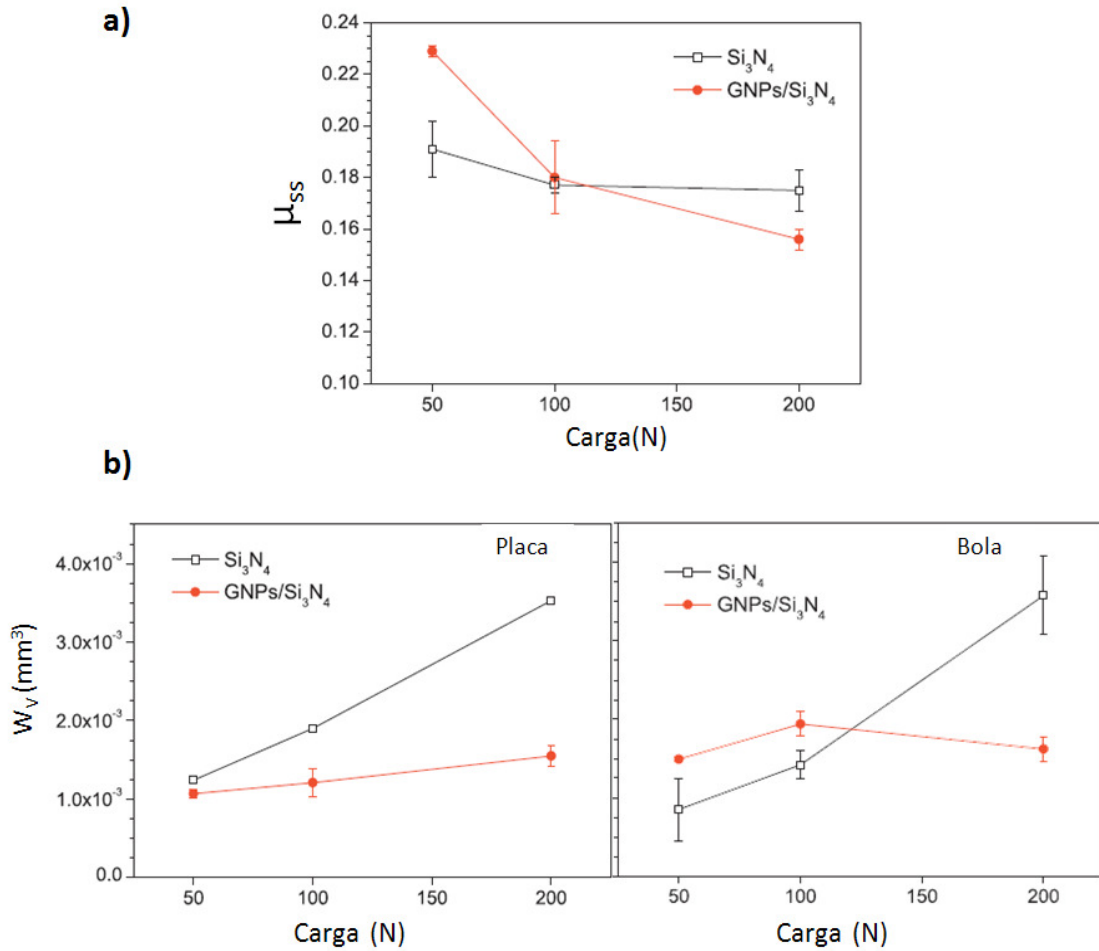 a)
0.24
0.22
0.20
0.18
0.16
0.14
0.12
0.10
μss
Si₃N₄
GNPs/Si₃N₄
50
100
150
200
Carga(N)
b)
Wᵥ (mm³)
4.0x10⁻³
3.0x10⁻³
2.0x10⁻³
1.0x10⁻³
0.0
Placa
Si₃N₄
GNPs/Si₃N₄
50
100
150
200
Carga (N)
Bola
Si₃N₄
GNPs/Si₃N₄
50
100
150
200
Carga (N)